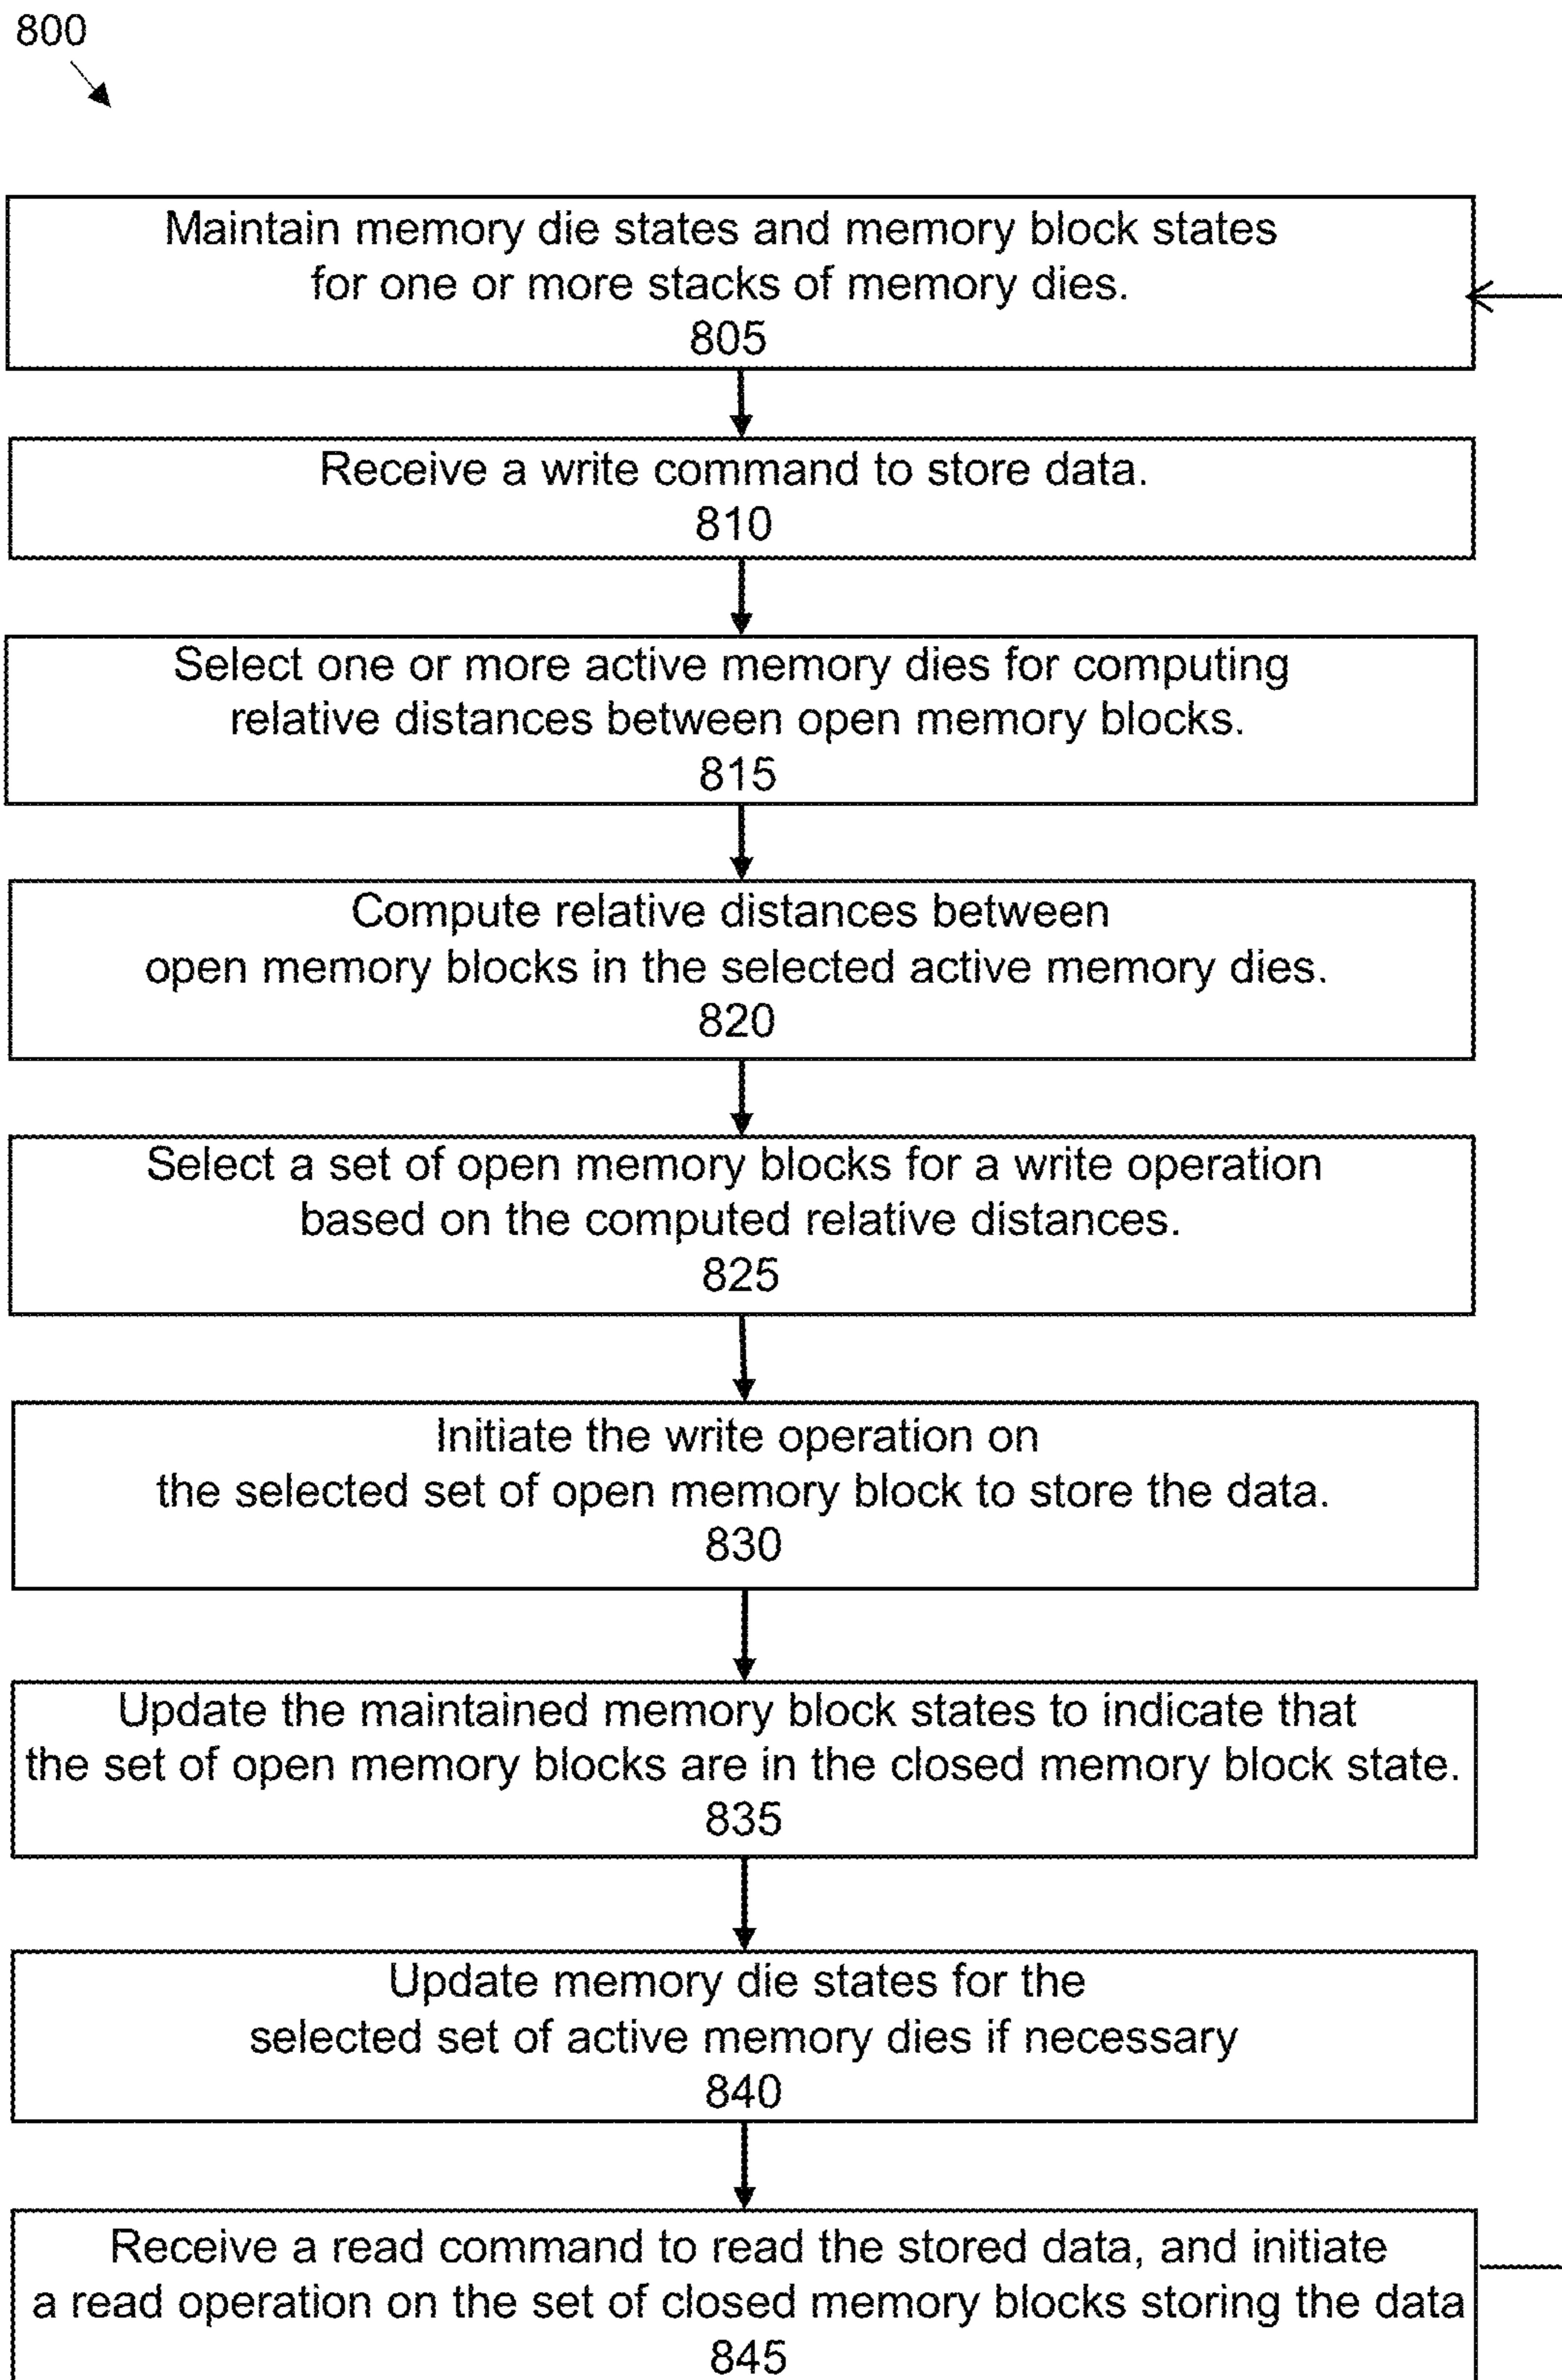 800
Maintain memory die states and memory block states
for one or more stacks of memory dies.
805
Receive a write command to store data.
810
Select one or more active memory dies for computing
relative distances between open memory blocks.
815
Compute relative distances between
open memory blocks in the selected active memory dies.
820
Select a set of open memory blocks for a write operation
based on the computed relative distances.
825
Initiate the write operation on
the selected set of open memory block to store the data.
830
Update the maintained memory block states to indicate that
the set of open memory blocks are in the closed memory block state.
835
Update memory die states for the
selected set of active memory dies if necessary
840
Receive a read command to read the stored data, and initiate
a read operation on the set of closed memory blocks storing the data
845